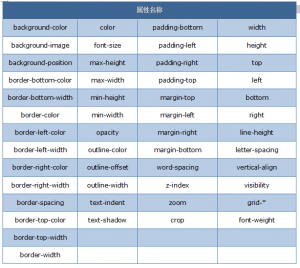 属性名称
background-color color padding-bottom width
background-image font-size padding-left height
background-position max-height padding-right top
border-bottom-color max-width padding-top left
border-bottom-width min-height margin-top bottom
border-color min-width margin-left right
border-left-color opacity margin-right line-height
border-left-width outline-color margin-bottom letter-spacing
border-right-color outline-offset word-spacing vertical-align
border-right-width outline-width z-index visibility
border-spacing text-indent zoom grid-*
border-top-color text-shadow crop font-weight
border-top-width
border-width